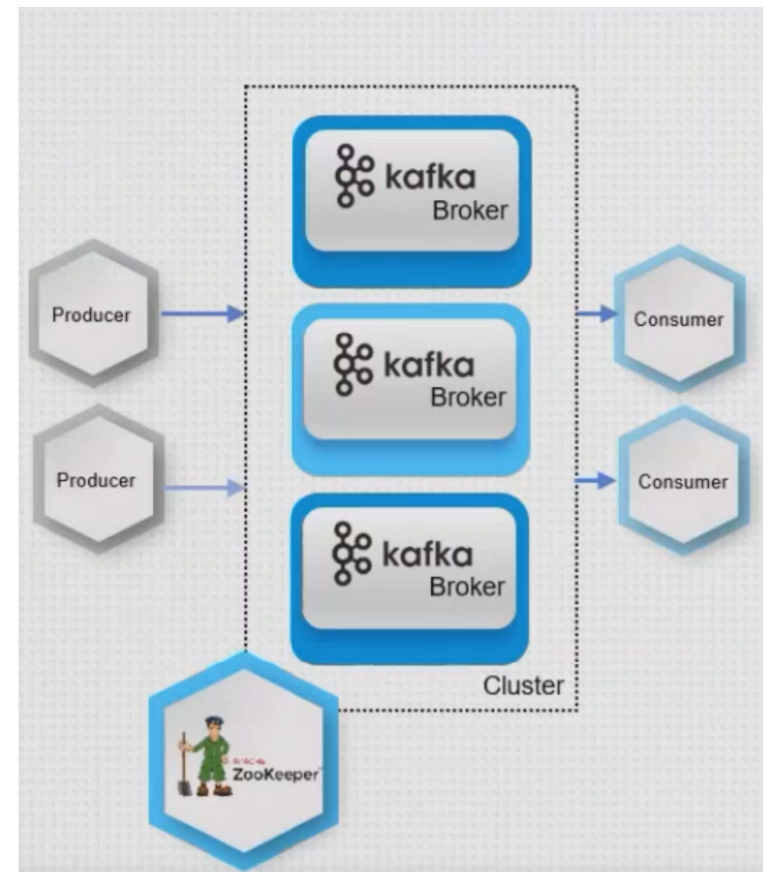 kafka
Broker
Producer
Consumer
kafka
Broker
Producer
Consumer
kafka
Broker
Cluster
ZooKeeper